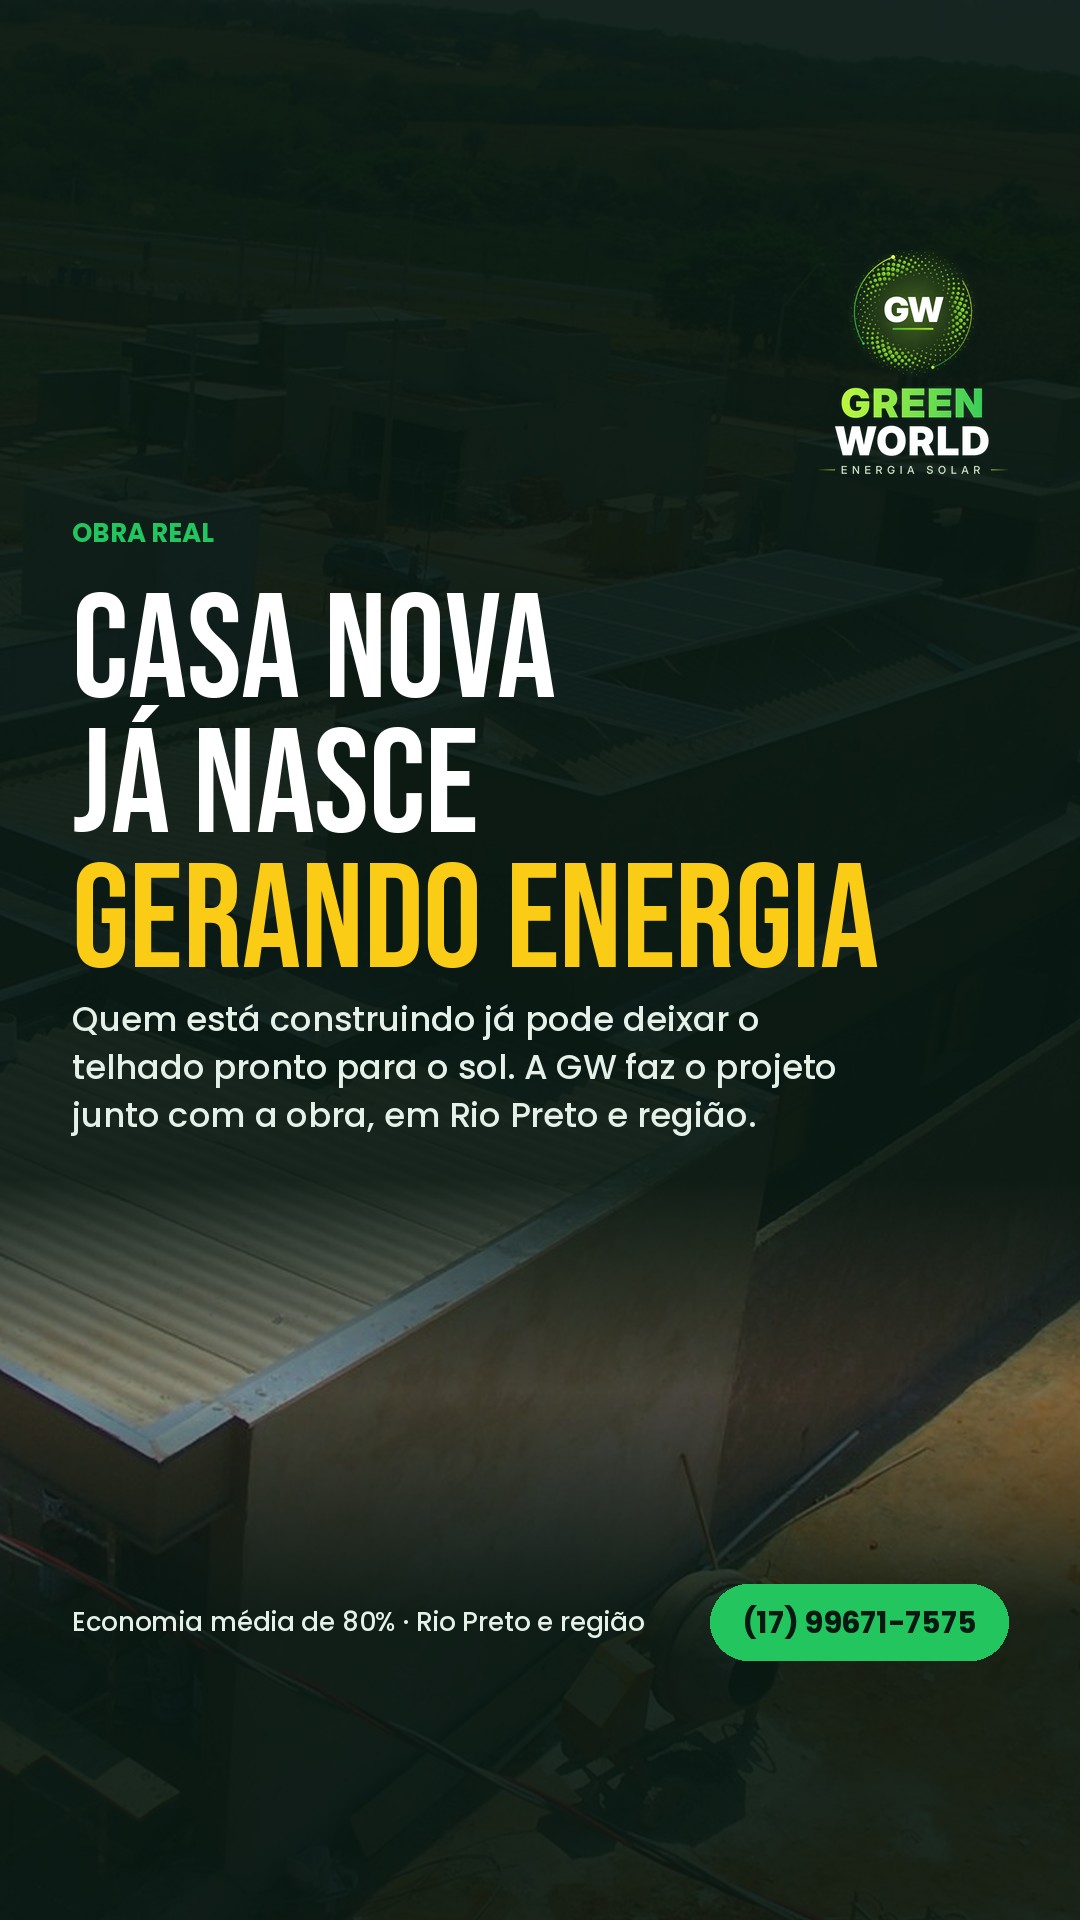 GW
GREEN
WORLD
ENERGIA SOLAR
OBRA REAL
CASA NOVA
JÁ NASCE
GERANDO ENERGIA
Quem está construindo já pode deixar o
telhado pronto para o sol. A GW faz o projeto
junto com a obra, em Rio Preto e região.
Economia média de 80% · Rio Preto e região
(17) 99671-7575